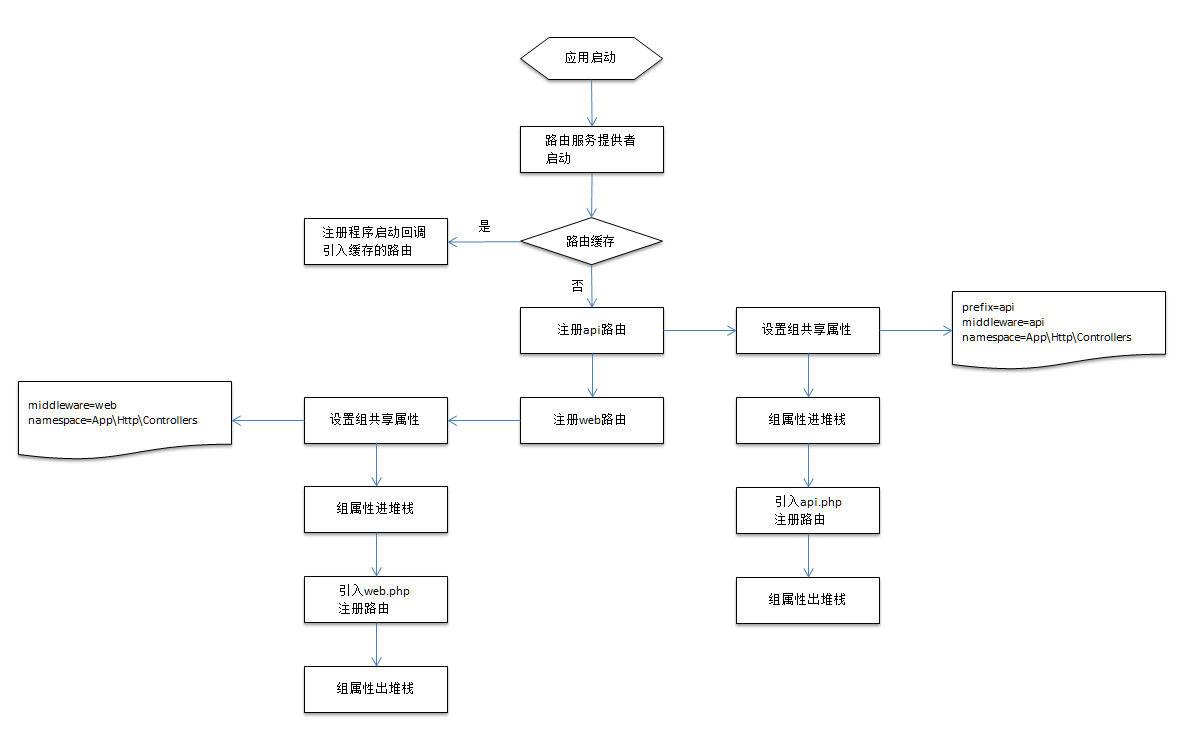 应用启动
路由服务提供者
启动
路由缓存
是
注册程序启动回调
引入缓存的路由
否
注册api路由
设置组共享属性
prefix=api
middleware=api
namespace=App\Http\Controllers
组属性进堆栈
引入api.php
注册路由
组属性出堆栈
注册web路由
设置组共享属性
middleware=web
namespace=App\Http\Controllers
组属性进堆栈
引入web.php
注册路由
组属性出堆栈